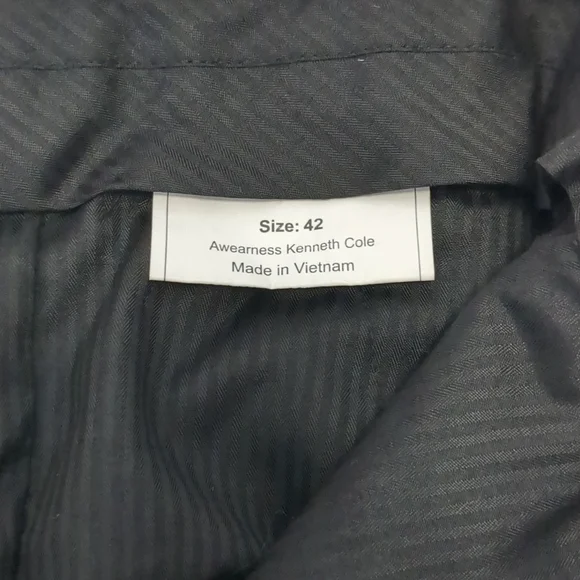 Size: 42
Awearness Kenneth Cole
Made in Vietnam